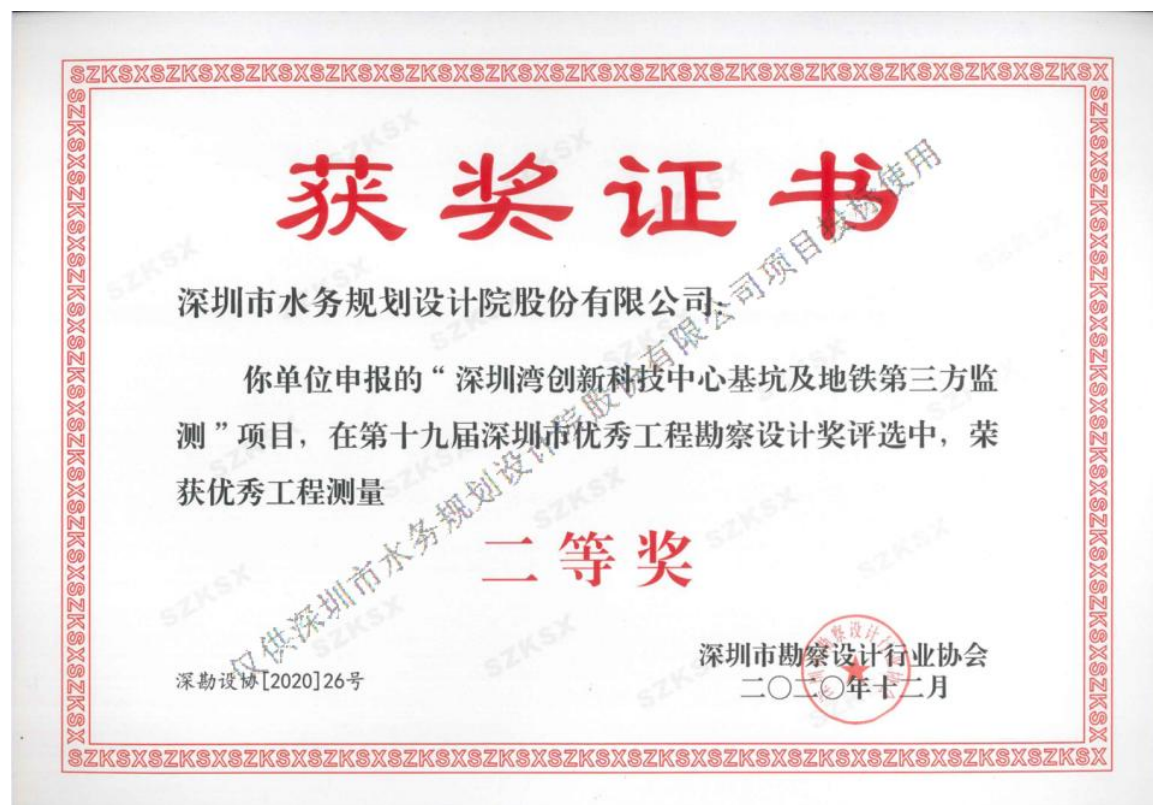 SZKSXSZKSXSZKSXSZKSXSZKSXSZKSXSZKSXSZKSXSZKSXSZKSXSZKSX
获奖证书
深圳市水务规划设计院股份有限公司:
你单位申报的“深圳湾创新科技中心基坑及地铁第三方监
测”项目，在第十九届深圳市优秀工程勘察设计奖评选中，荣
获优秀工程测量
二等奖
深圳市勘察设计行业协会
深勘设协[2020]26号
二〇二〇年十二月
仅供深圳市水务规划设计院股份有限公司项目投标使用
SZKSX